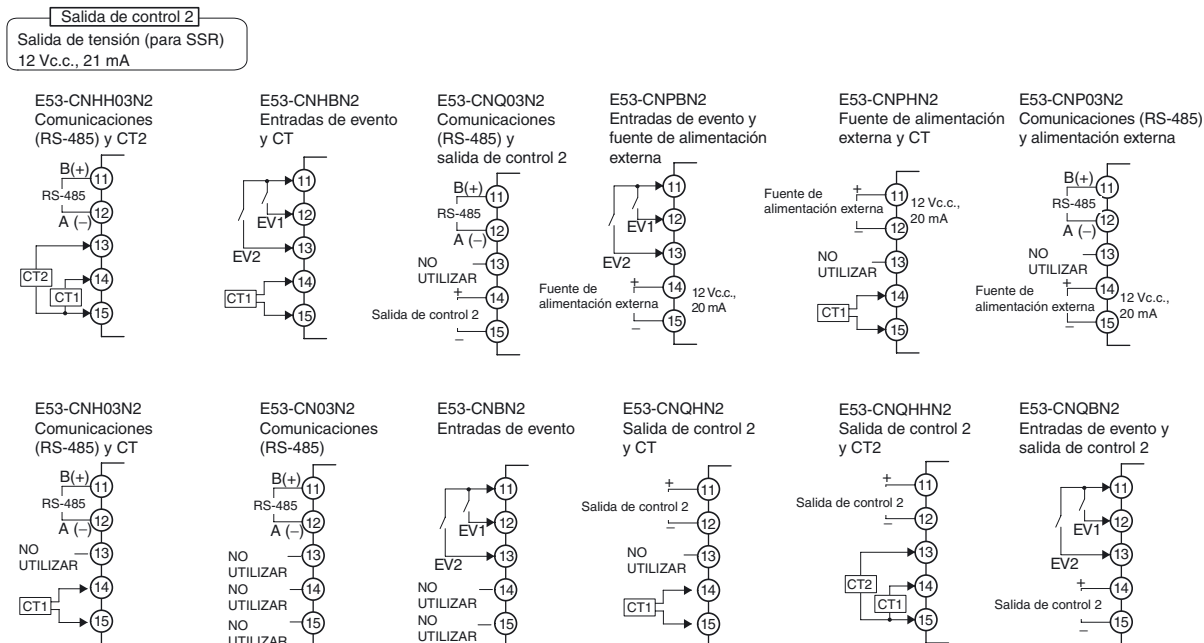 Salida de control 2
Salida de tensión (para SSR)
12 Vc.c., 21 mA
E53-CNHH03N2
Comunicaciones
(RS-485) y CT2
B(+)
11
RS-485
12
A (–)
13
CT2
14
CT1
15
E53-CNHBN2
Entradas de evento
y CT
11
12
EV1
13
EV2
14
CT1
15
E53-CNQ03N2
Comunicaciones
(RS-485) y
salida de control 2
B(+)
11
RS-485
12
A (–)
NO
UTILIZAR
13
+
14
Salida de control 2
15
–
E53-CNPBN2
Entradas de evento y
fuente de alimentación
externa
11
12
EV1
13
EV2
Fuente de
alimentación externa
+
14
12 Vc.c.,
20 mA
15
–
E53-CNPHN2
Fuente de alimentación
externa y CT
Fuente de
alimentación externa
+
11
12 Vc.c.,
20 mA
–
12
NO
UTILIZAR
13
14
CT1
15
E53-CNP03N2
Comunicaciones (RS-485)
y alimentación externa
B(+)
11
RS-485
12
A (–)
NO
UTILIZAR
13
Fuente de
alimentación externa
+
14
12 Vc.c.,
20 mA
–
15
E53-CNH03N2
Comunicaciones
(RS-485) y CT
B(+)
11
RS-485
12
A (–)
NO
UTILIZAR
13
14
CT1
15
E53-CN03N2
Comunicaciones
(RS-485)
B(+)
11
RS-485
12
A (–)
NO
UTILIZAR
13
NO
UTILIZAR
14
NO
UTILIZAR
15
E53-CNBN2
Entradas de evento
11
12
EV1
13
EV2
NO
UTILIZAR
14
NO
UTILIZAR
15
E53-CNQHN2
Salida de control 2
y CT
+
11
Salida de control 2
–
12
NO
UTILIZAR
13
14
CT1
15
E53-CNQHHN2
Salida de control 2
y CT2
+
11
Salida de control 2
–
12
13
CT2
14
CT1
15
E53-CNQBN2
Entradas de evento y
salida de control 2
11
12
EV1
13
EV2
+
14
Salida de control 2
–
15